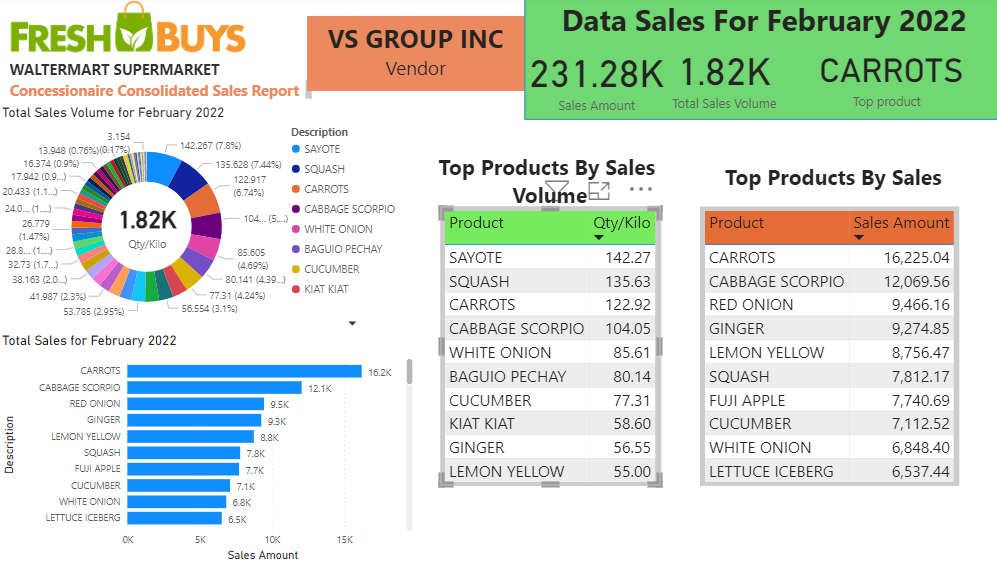 FRESH BUYS
WALTERMART SUPERMARKET
Concessionaire Consolidated Sales Report
VS GROUP INC
Vendor
Data Sales For February 2022
231.28K
Sales Amount
1.82K
Total Sales Volume
CARROTS
Top product
Total Sales Volume for February 2022
3.154
(0.17%)
13.948 (0.76%)
16.374 (0.9%)
17.942 (0.9...)
20.433 (1.1...)
24.0... (1....)
26.779
(1.47%)
28.8... (1....)
32.73 (1.7...)
38.163 (2.0...)
41.987 (2.3%)
53.785 (2.95%)
142.267 (7.8%)
135.628 (7.44%)
122.917
(6.74%)
104.... (5....)
85.605
(4.69%)
80.141 (4.39...)
77.31 (4.24%)
56.554 (3.1%)
1.82K
Qty/Kilo
Description
SAYOTE
SQUASH
CARROTS
CABBAGE SCORPIO
WHITE ONION
BAGUIO PECHAY
CUCUMBER
KIAT KIAT
Total Sales for February 2022
Description
CARROTS 16.2K
CABBAGE SCORPIO 12.1K
RED ONION 9.5K
GINGER 9.3K
LEMON YELLOW 8.8K
SQUASH 7.8K
FUJI APPLE 7.7K
CUCUMBER 7.1K
WHITE ONION 6.8K
LETTUCE ICEBERG 6.5K
0K 5K 10K 15K
Sales Amount
Top Products By Sales
Volume
Product Qty/Kilo
SAYOTE 142.27
SQUASH 135.63
CARROTS 122.92
CABBAGE SCORPIO 104.05
WHITE ONION 85.61
BAGUIO PECHAY 80.14
CUCUMBER 77.31
KIAT KIAT 58.60
GINGER 56.55
LEMON YELLOW 55.00
Top Products By Sales
Product Sales Amount
CARROTS 16,225.04
CABBAGE SCORPIO 12,069.56
RED ONION 9,466.16
GINGER 9,274.85
LEMON YELLOW 8,756.47
SQUASH 7,812.17
FUJI APPLE 7,740.69
CUCUMBER 7,112.52
WHITE ONION 6,848.40
LETTUCE ICEBERG 6,537.44